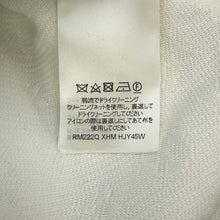 弱流でドライクリーニング
クリーニングネットを使用し、裏返して
ドライクリーニングしてください
アイロンの際は裏返しにしてあて布を
使用してください
RM222Q XHM HJY45W